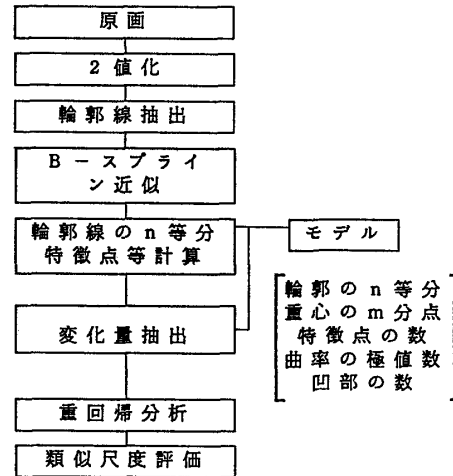 原画
2値化
輪郭線抽出
B－スプライ
ン近似
輪郭線のn等分
特徴点等計算
モデル
輪郭のn等分
重心のm分点
特徴点の数
曲率の極値数
凹部の数
変化量抽出
重回帰分析
類似尺度評価